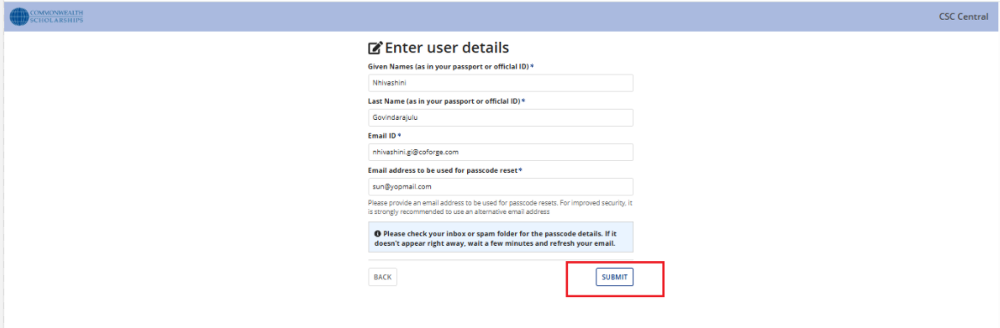 COMMONWEALTH
SCHOLARSHIPS
CSC Central
Enter user details
Given Names (as in your passport or official ID) *
Nhivashini
Last Name (as in your passport or official ID) *
Govindarajulu
Email ID *
nhivashini.gi@coforge.com
Email address to be used for passcode reset *
sun@yopmail.com
Please provide an email address to be used for passcode resets. For improved security, it
is strongly recommended to use an alternative email address
Please check your inbox or spam folder for the passcode details. If it
doesn't appear right away, wait a few minutes and refresh your email.
BACK
SUBMIT